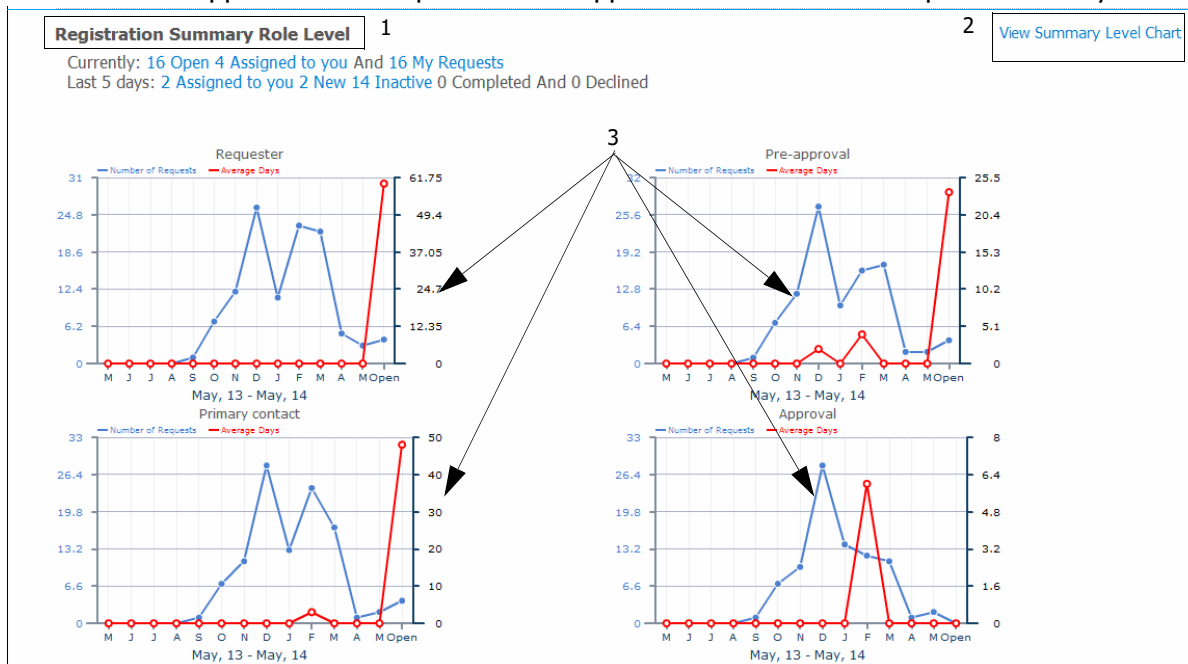 Registration Summary Role Level
1
2
View Summary Level Chart
Currently: 16 Open 4 Assigned to you And 16 My Requests
Last 5 days: 2 Assigned to you 2 New 14 Inactive 0 Completed And 0 Declined
3
Requester
Number of Requests Average Days
31 61.75
24.8 49.4
18.6 37.05
12.4 24.7
6.2 12.35
0 0
M J J A S O N D J F M A M Open
May, 13 - May, 14
Pre-approval
Number of Requests Average Days
32 25.5
25.6 20.4
19.2 15.3
12.8 10.2
6.4 5.1
0 0
M J J A S O N D J F M A M Open
May, 13 - May, 14
Primary contact
Number of Requests Average Days
33 50
26.4 40
19.8 30
13.2 20
6.6 10
0 0
M J J A S O N D J F M A M Open
May, 13 - May, 14
Approval
Number of Requests Average Days
33 8
26.4 6.4
19.8 4.8
13.2 3.2
6.6 1.6
0 0
M J J A S O N D J F M A M Open
May, 13 - May, 14